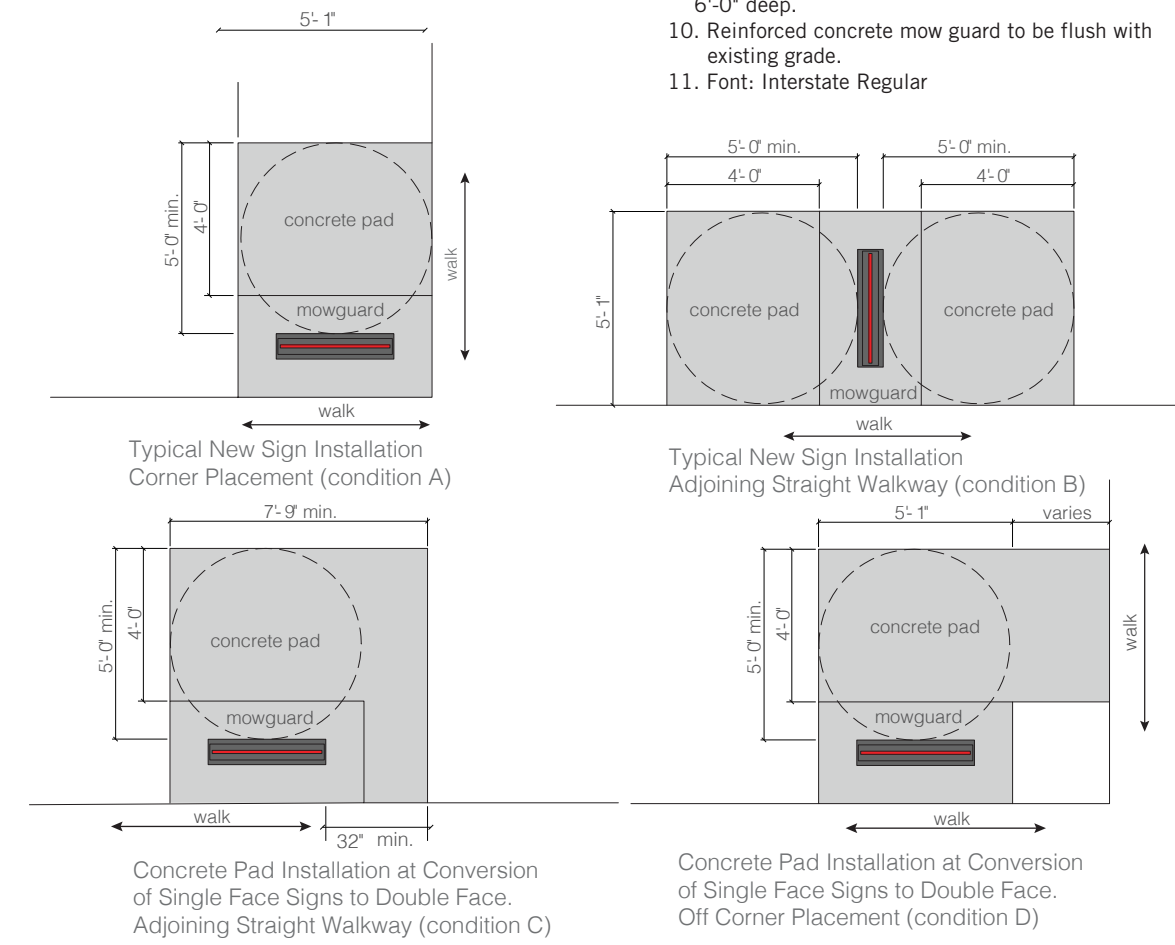 6'-0" deep.
10. Reinforced concrete mow guard to be flush with
existing grade.
11. Font: Interstate Regular
5'- 1"
5'- 0" min.
4'- 0"
concrete pad
mowguard
walk
walk
Typical New Sign Installation
Corner Placement (condition A)
5'- 0" min.
5'- 0" min.
4'- 0"
4'- 0"
5'- 1"
concrete pad
concrete pad
mowguard
walk
Typical New Sign Installation
Adjoining Straight Walkway (condition B)
7'- 9" min.
5'- 0" min.
4'- 0"
concrete pad
mowguard
walk
32" min.
Concrete Pad Installation at Conversion
of Single Face Signs to Double Face.
Adjoining Straight Walkway (condition C)
5'- 1"
varies
5'- 0" min.
4'- 0"
concrete pad
walk
mowguard
walk
Concrete Pad Installation at Conversion
of Single Face Signs to Double Face.
Off Corner Placement (condition D)